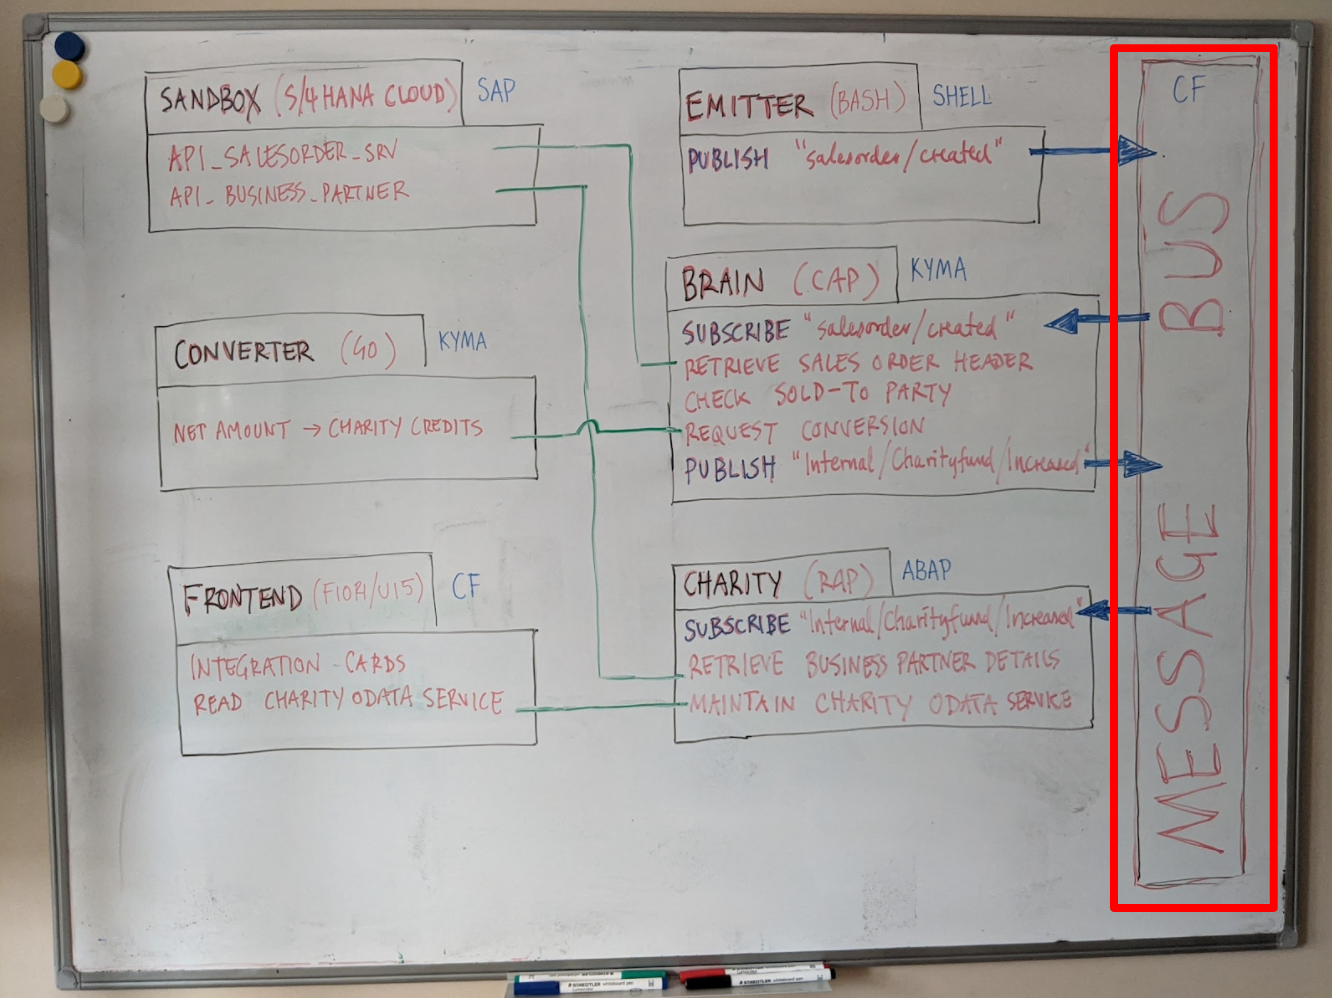 SANDBOX (S/4HANA CLOUD) SAP
API_SALESORDER_SRV
API_BUSINESS_PARTNER
EMITTER (BASH) SHELL
PUBLISH "salesorder/created"
CONVERTER (GO) KYMA
NET AMOUNT → CHARITY CREDITS
BRAIN (CAP) KYMA
SUBSCRIBE "salesorder/created"
RETRIEVE SALES ORDER HEADER
CHECK SOLD-TO PARTY
REQUEST CONVERSION
PUBLISH "Internal/Charityfund/Increased"
FRONTEND (FIORI/UI5) CF
INTEGRATION CARDS
READ CHARITY ODATA SERVICE
CHARITY (RAP) ABAP
SUBSCRIBE "Internal/Charityfund/Increased"
RETRIEVE BUSINESS PARTNER DETAILS
MAINTAIN CHARITY ODATA SERVICE
CF
MESSAGE BUS
STAEDTLER
STAEDTLER